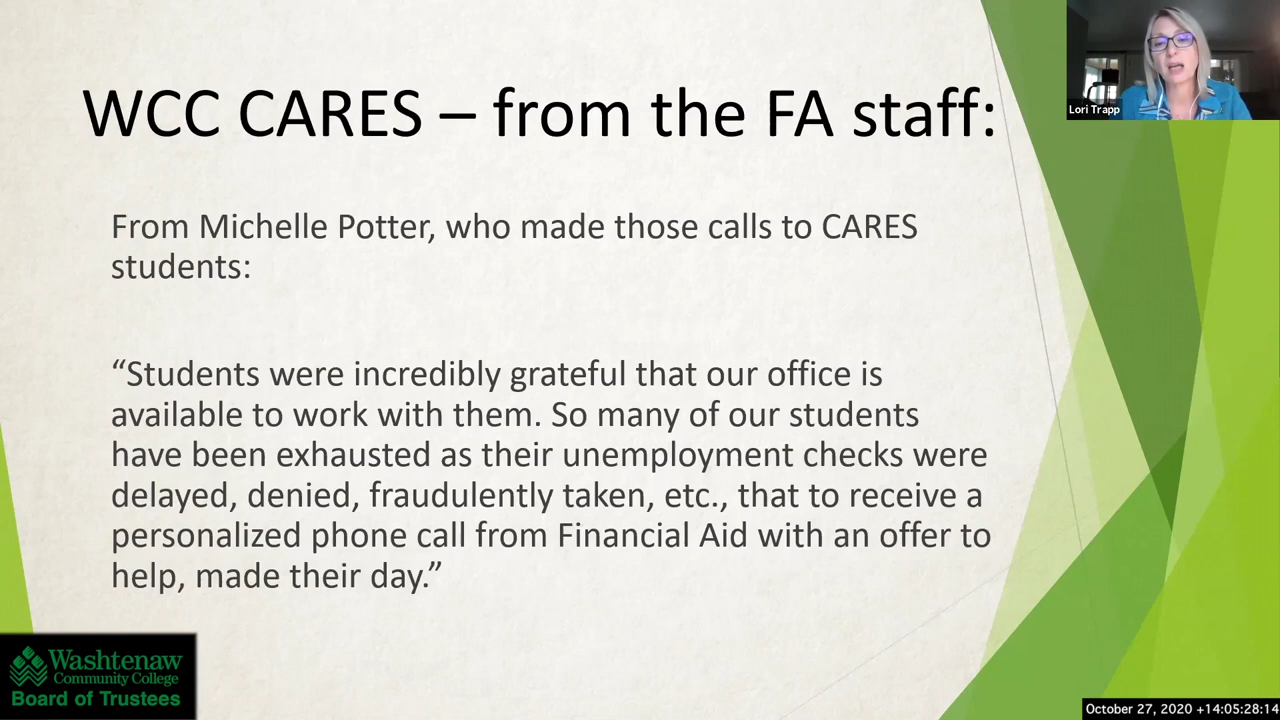 WCC CARES – from the FA staff:
Lori Trapp
From Michelle Potter, who made those calls to CARES
students:
“Students were incredibly grateful that our office is
available to work with them. So many of our students
have been exhausted as their unemployment checks were
delayed, denied, fraudulently taken, etc., that to receive a
personalized phone call from Financial Aid with an offer to
help, made their day.”
Washtenaw
Community College
Board of Trustees
October 27, 2020 +14:05:28:14